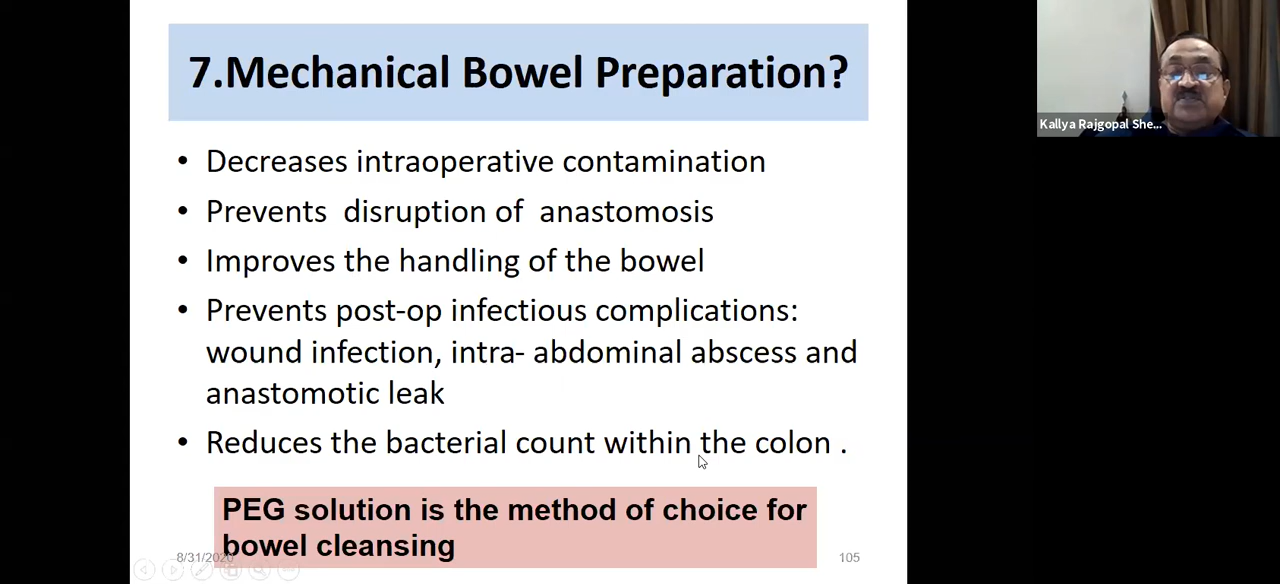 7.Mechanical Bowel Preparation?
• Decreases intraoperative contamination
• Prevents disruption of anastomosis
• Improves the handling of the bowel
• Prevents post-op infectious complications:
wound infection, intra- abdominal abscess and
anastomotic leak
• Reduces the bacterial count within the colon .
PEG solution is the method of choice for
bowel cleansing
8/31/2020
105
Kallya Rajgopal She...